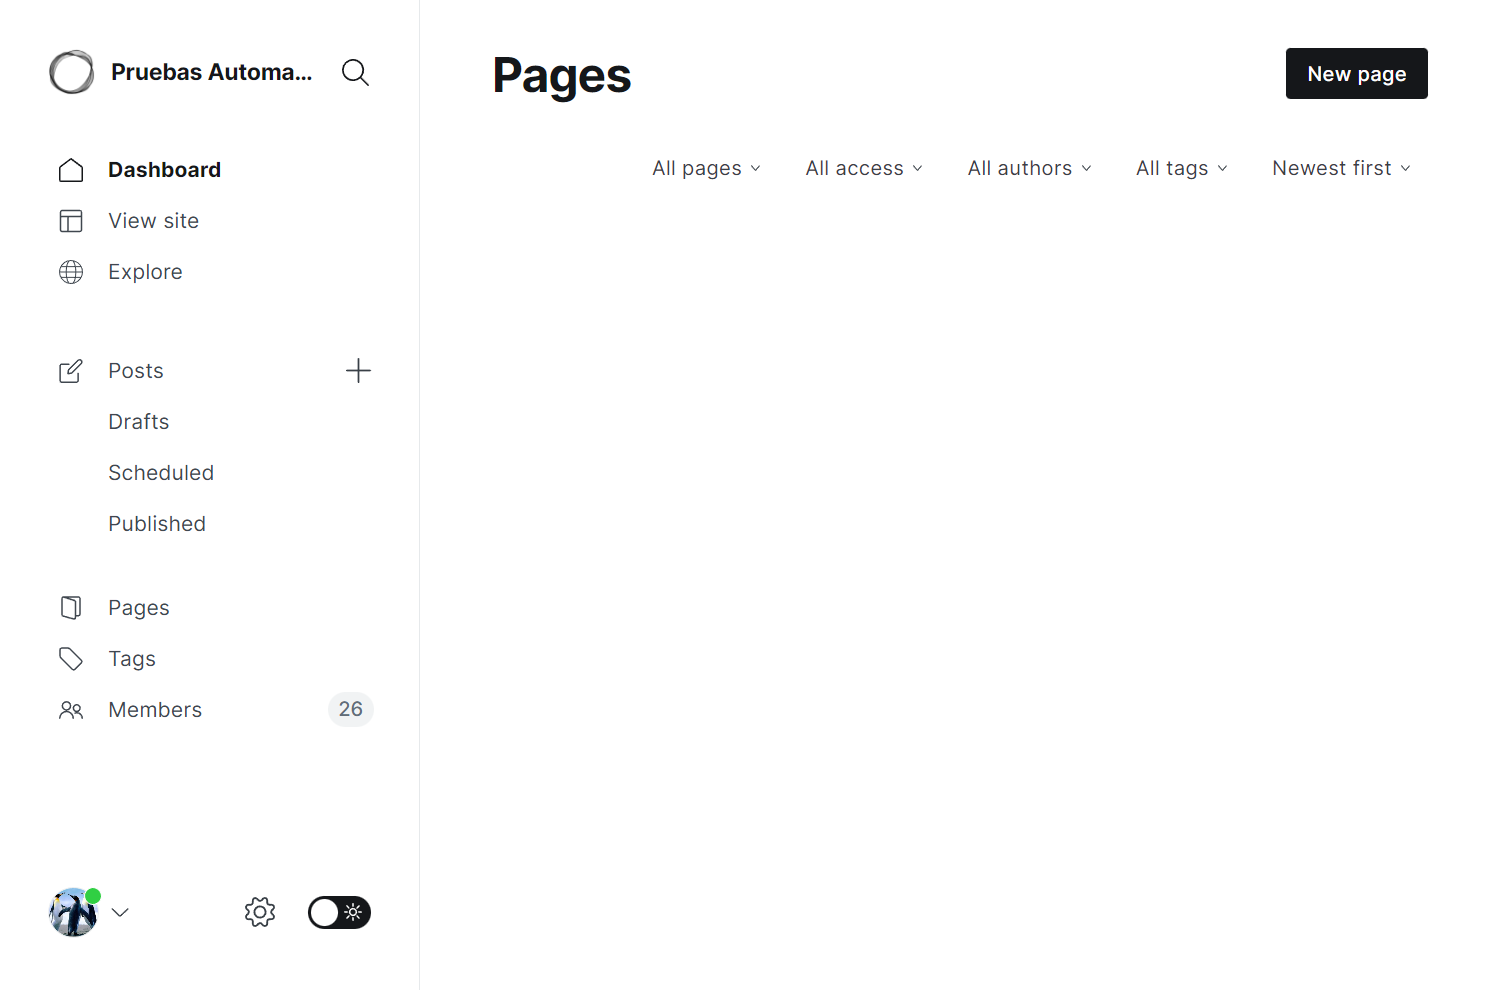 Pruebas Automa...
Dashboard
View site
Explore
Posts
Drafts
Scheduled
Published
Pages
Tags
Members 26
Pages
New page
All pages All access All authors All tags Newest first